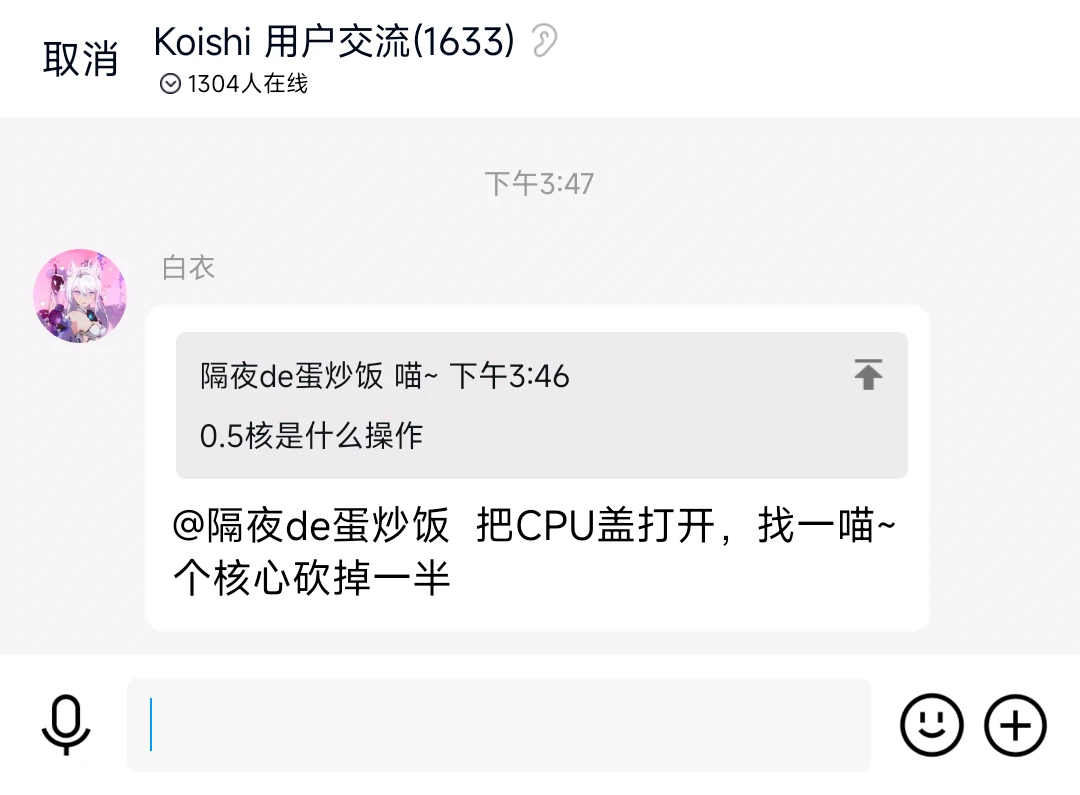 取消
Koishi 用户交流(1633)
1304人在线
下午3:47
白衣
隔夜de蛋炒饭 喵~ 下午3:46
0.5核是什么操作
@隔夜de蛋炒饭 把CPU盖打开，找一喵~
个核心砍掉一半